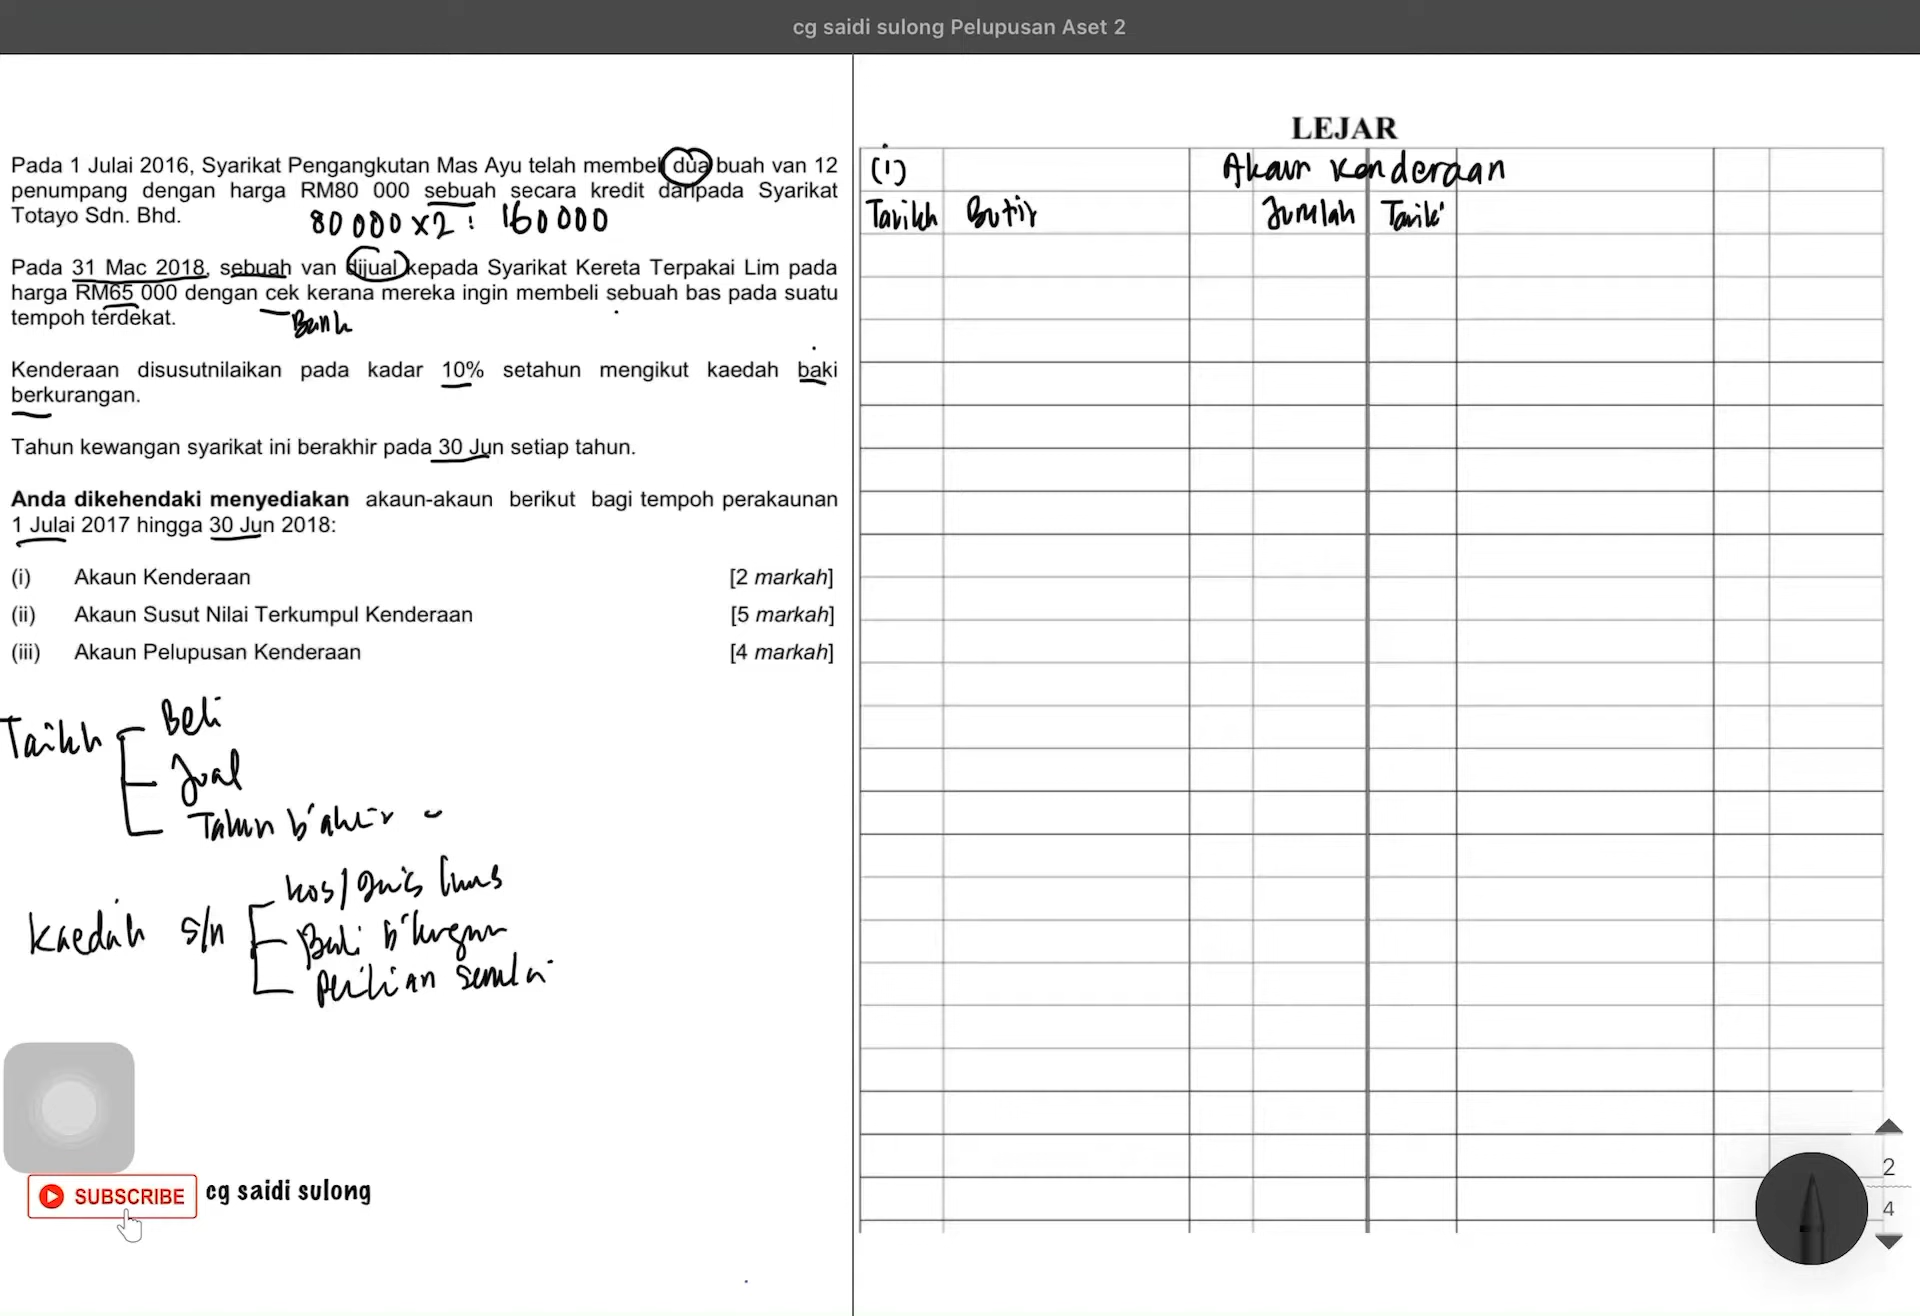 cg saidi sulong Pelupusan Aset 2
Pada 1 Julai 2016, Syarikat Pengangkutan Mas Ayu telah membeli dua buah van 12
penumpang dengan harga RM80 000 sebuah secara kredit daripada Syarikat
Totayo Sdn. Bhd.
80 000 x 2 : 160 000
Pada 31 Mac 2018, sebuah van dijual kepada Syarikat Kereta Terpakai Lim pada
harga RM65 000 dengan cek kerana mereka ingin membeli sebuah bas pada suatu
tempoh terdekat.
Bank
Kenderaan disusutnilaikan pada kadar 10% setahun mengikut kaedah baki
berkurangan.
Tahun kewangan syarikat ini berakhir pada 30 Jun setiap tahun.
Anda dikehendaki menyediakan akaun-akaun berikut bagi tempoh perakaunan
1 Julai 2017 hingga 30 Jun 2018:
(i) Akaun Kenderaan [2 markah]
(ii) Akaun Susut Nilai Terkumpul Kenderaan [5 markah]
(iii) Akaun Pelupusan Kenderaan [4 markah]
Tarikh
Beli
Jual
Tahun b'akhir
Kaedah s/n
kos/garis lurus
Baki b'kurgan
SUBSCRIBE cg saidi sulong
LEJAR
(i) Akaun Kenderaan
Tarikh Butir Jumlah
2
4